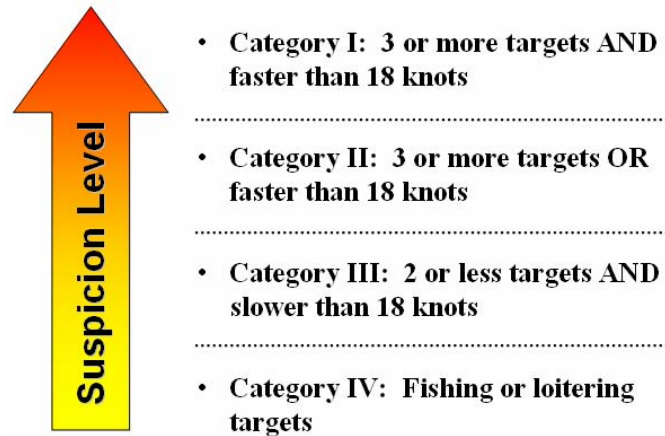 Suspicion Level
• Category I: 3 or more targets AND
faster than 18 knots
• Category II: 3 or more targets OR
faster than 18 knots
• Category III: 2 or less targets AND
slower than 18 knots
• Category IV: Fishing or loitering
targets